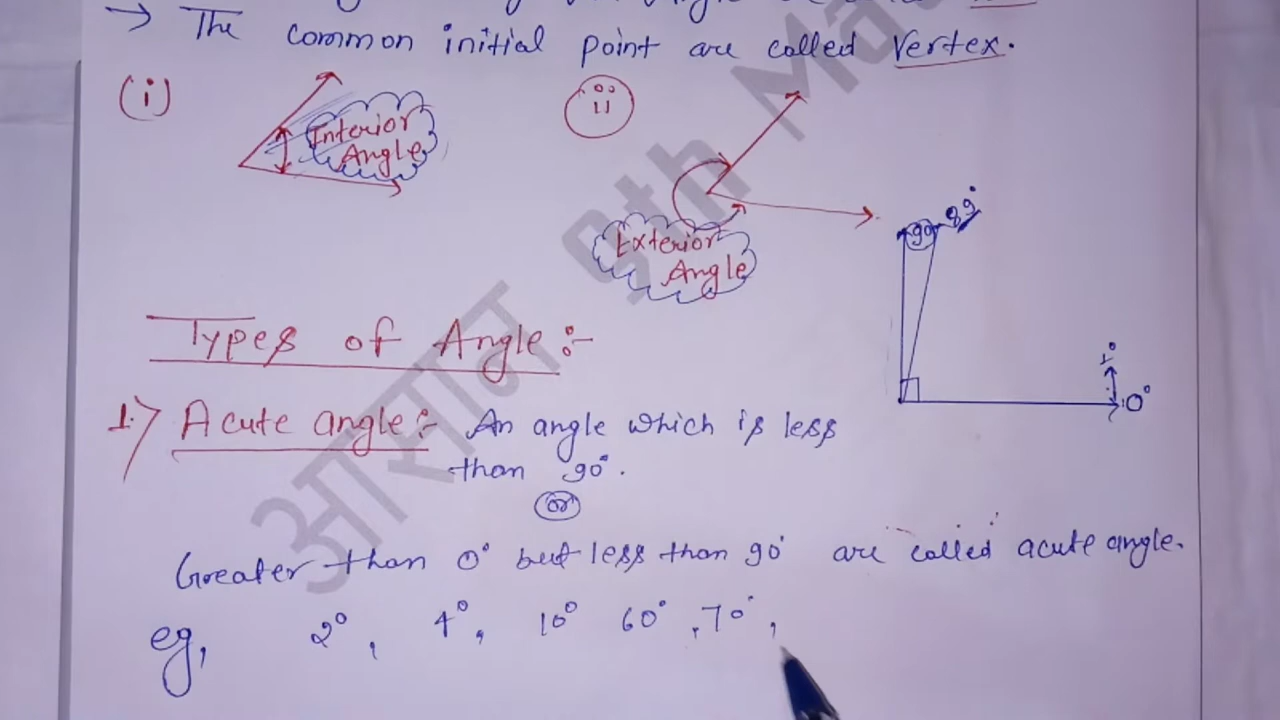 → The common initial point are called Vertex.
(i)
Interior
Angle
ii
Exterior
Angle
90 89°
1°
0°
Types of Angle :-
1.) Acute angle :- An angle which is less
than 90°.
or
Greater than 0° but less than 90° are called acute angle.
eg, 2°, 4°, 10° 60°, 70°,
आसान 9th